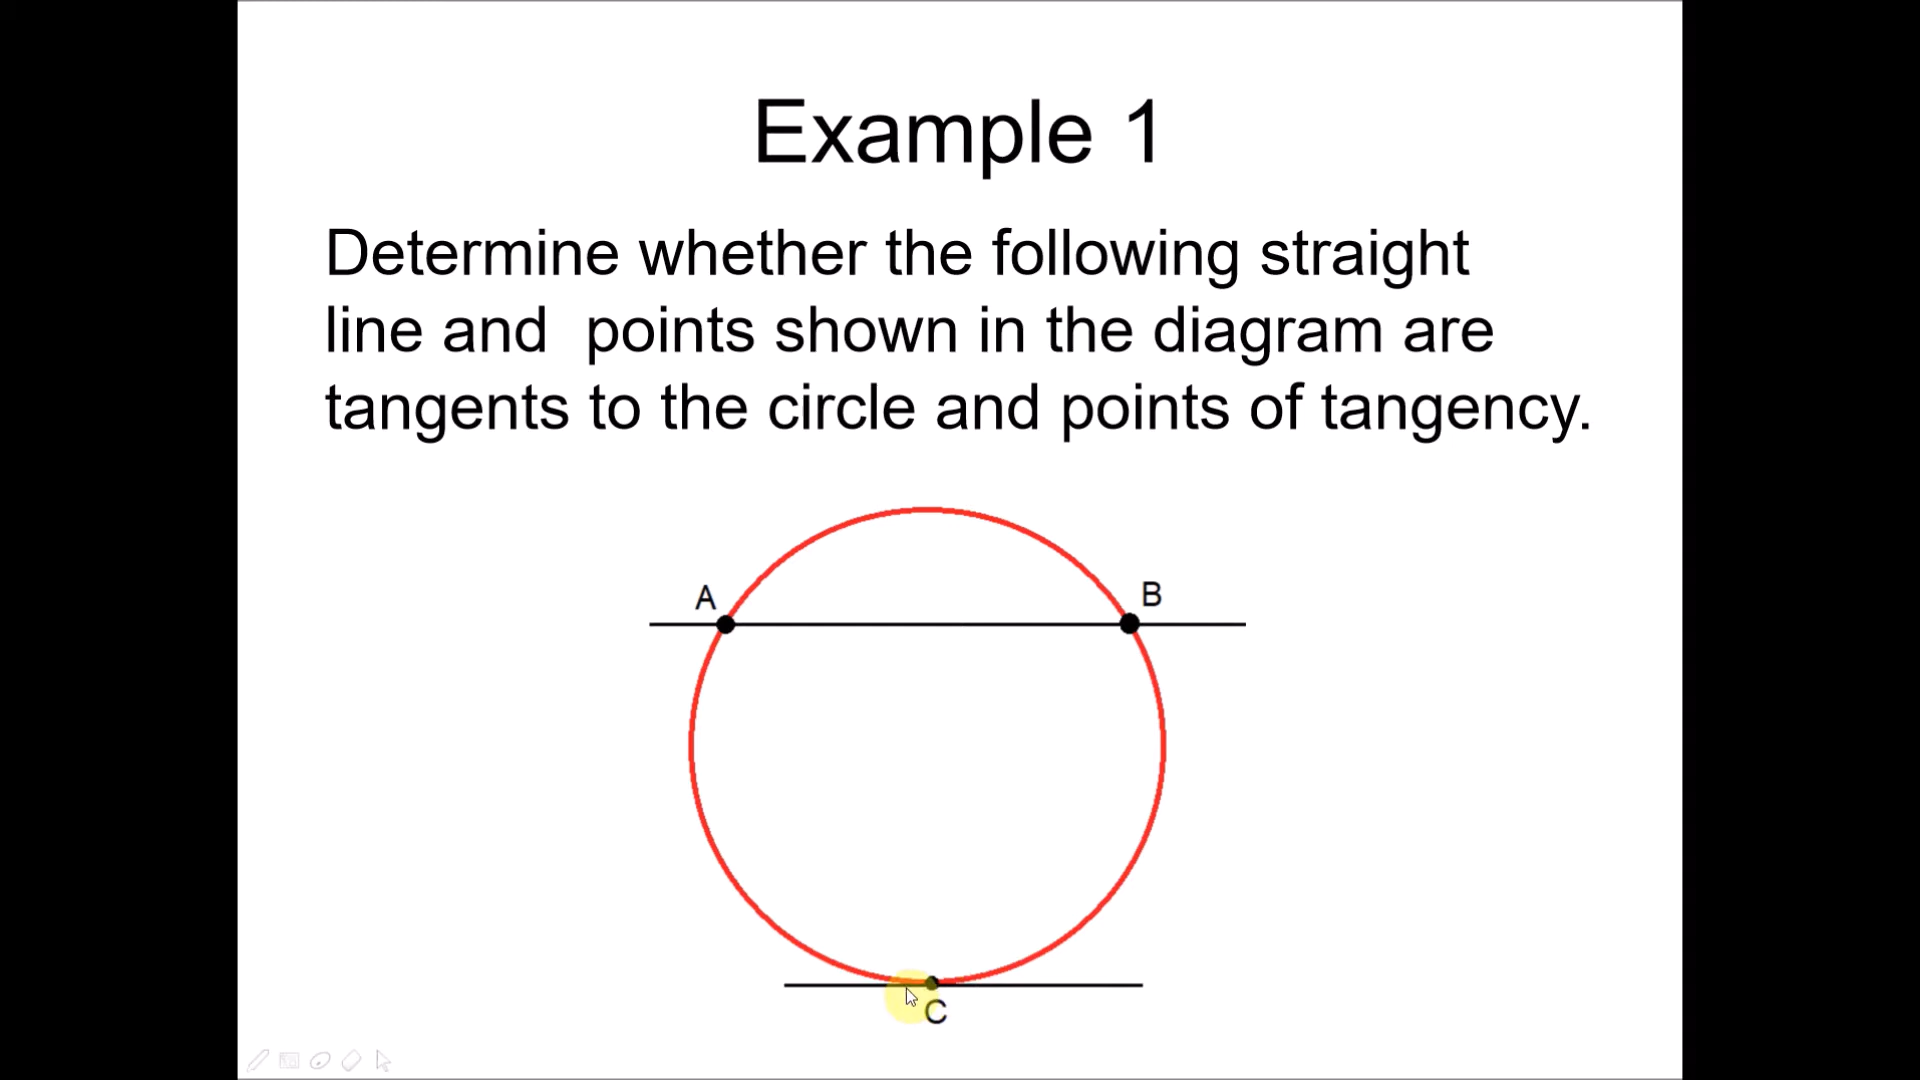 Example 1
Determine whether the following straight
line and  points shown in the diagram are
tangents to the circle and points of tangency.
A
B
C